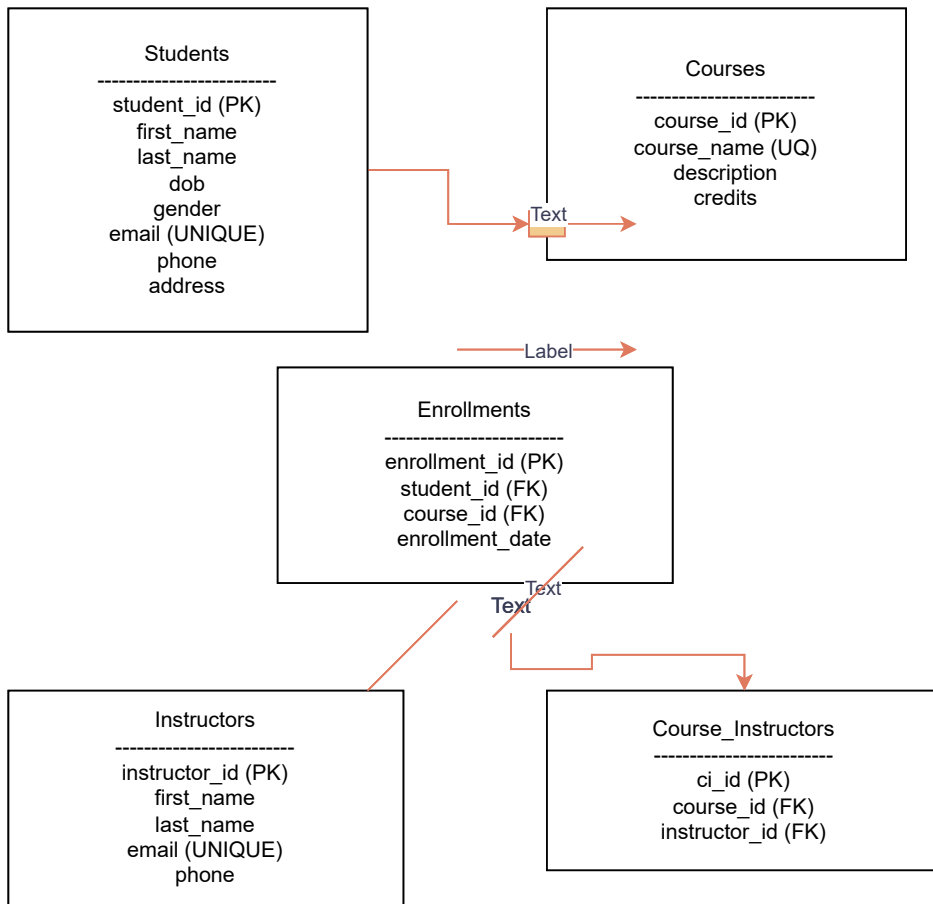 Students
-------------------------
student_id (PK)
first_name
last_name
dob
gender
email (UNIQUE)
phone
address
Courses
-------------------------
course_id (PK)
course_name (UQ)
description
credits
Text
Label
Enrollments
-------------------------
enrollment_id (PK)
student_id (FK)
course_id (FK)
enrollment_date
Text
Text
Instructors
-------------------------
instructor_id (PK)
first_name
last_name
email (UNIQUE)
phone
Course_Instructors
-------------------------
ci_id (PK)
course_id (FK)
instructor_id (FK)